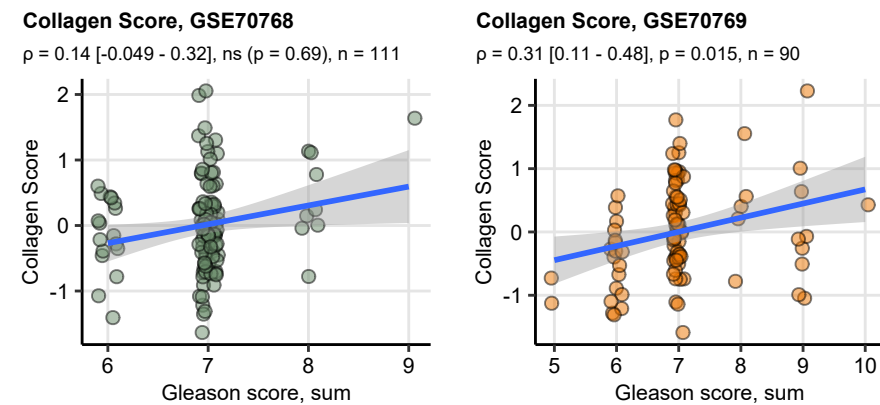 Collagen Score, GSE70768
ρ = 0.14 [-0.049 - 0.32], ns (p = 0.69), n = 111
2
1
0
-1
Collagen Score
6
7
8
9
Gleason score, sum
Collagen Score, GSE70769
ρ = 0.31 [0.11 - 0.48], p = 0.015, n = 90
2
1
0
-1
Collagen Score
5
6
7
8
9
10
Gleason score, sum